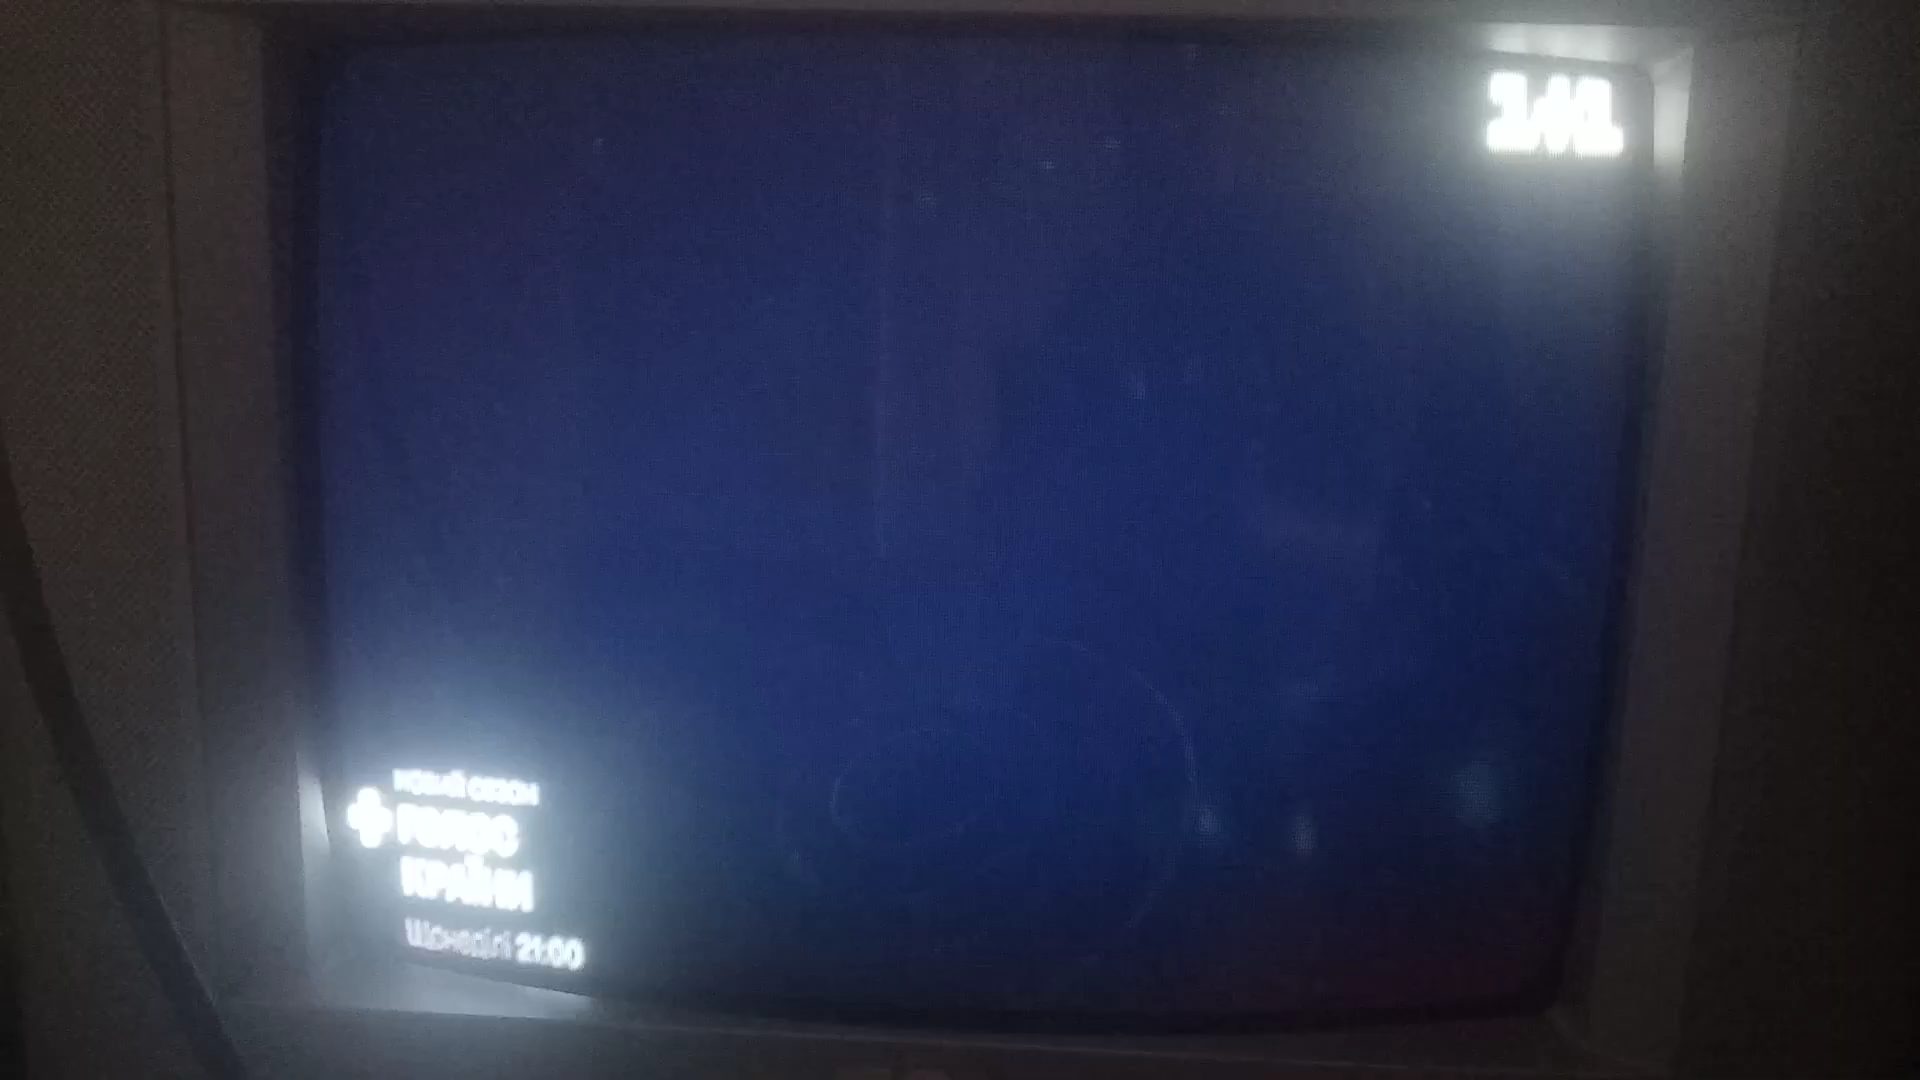 1+1
НОВИЙ СЕЗОН
ГОЛОС
КРАЇНИ
Щонеділі 21:00